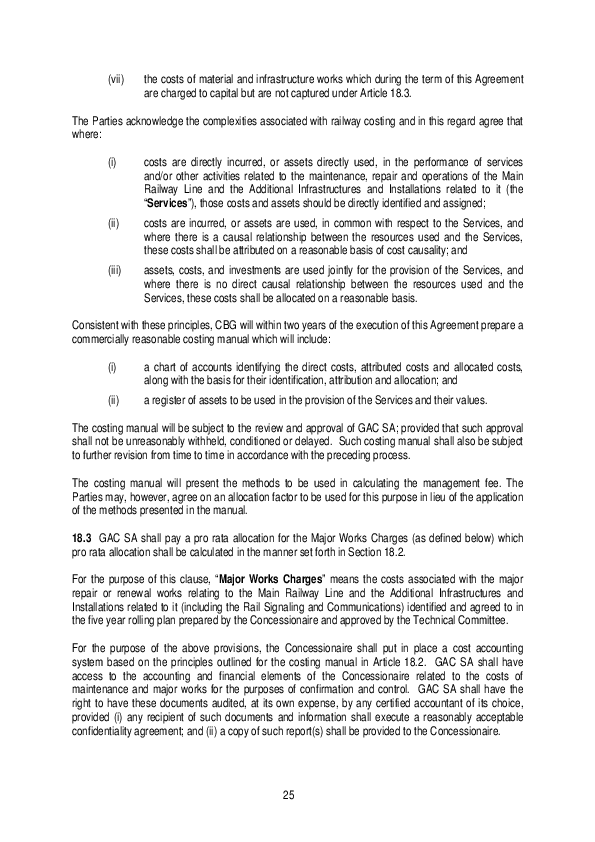 (vii) the costs of material and infrastructure works which during the term of this Agreement
are charged to capital but are not captured under Article 18.3.
The Parties acknowledge the complexities associated with railway costing and in this regard agree that
where:
(i) costs are directly incurred, or assets directly used, in the performance of services
and/or other activities related to the maintenance, repair and operations of the Main
Railway Line and the Additional Infrastructures and Installations related to it (the
“Services”), those costs and assets should be directly identified and assigned;
(ii) costs are incurred, or assets are used, in common with respect to the Services, and
where there is a causal relationship between the resources used and the Services,
these costs shall be attributed on a reasonable basis of cost causality; and
(iii) assets, costs, and investments are used jointly for the provision of the Services, and
where there is no direct causal relationship between the resources used and the
Services, these costs shall be allocated on a reasonable basis.
Consistent with these principles, CBG will within two years of the execution of this Agreement prepare a
commercially reasonable costing manual which will include:
(i) a chart of accounts identifying the direct costs, attributed costs and allocated costs,
along with the basis for their identification, attribution and allocation; and
(ii) a register of assets to be used in the provision of the Services and their values.
The costing manual will be subject to the review and approval of GAC SA; provided that such approval
shall not be unreasonably withheld, conditioned or delayed. Such costing manual shall also be subject
to further revision from time to time in accordance with the preceding process.
The costing manual will present the methods to be used in calculating the management fee. The
Parties may, however, agree on an allocation factor to be used for this purpose in lieu of the application
of the methods presented in the manual.
18.3 GAC SA shall pay a pro rata allocation for the Major Works Charges (as defined below) which
pro rata allocation shall be calculated in the manner set forth in Section 18.2.
For the purpose of this clause, “Major Works Charges” means the costs associated with the major
repair or renewal works relating to the Main Railway Line and the Additional Infrastructures and
Installations related to it (including the Rail Signaling and Communications) identified and agreed to in
the five year rolling plan prepared by the Concessionaire and approved by the Technical Committee.
For the purpose of the above provisions, the Concessionaire shall put in place a cost accounting
system based on the principles outlined for the costing manual in Article 18.2. GAC SA shall have
access to the accounting and financial elements of the Concessionaire related to the costs of
maintenance and major works for the purposes of confirmation and control. GAC SA shall have the
right to have these documents audited, at its own expense, by any certified accountant of its choice,
provided (i) any recipient of such documents and information shall execute a reasonably acceptable
confidentiality agreement; and (ii) a copy of such report(s) shall be provided to the Concessionaire.
25